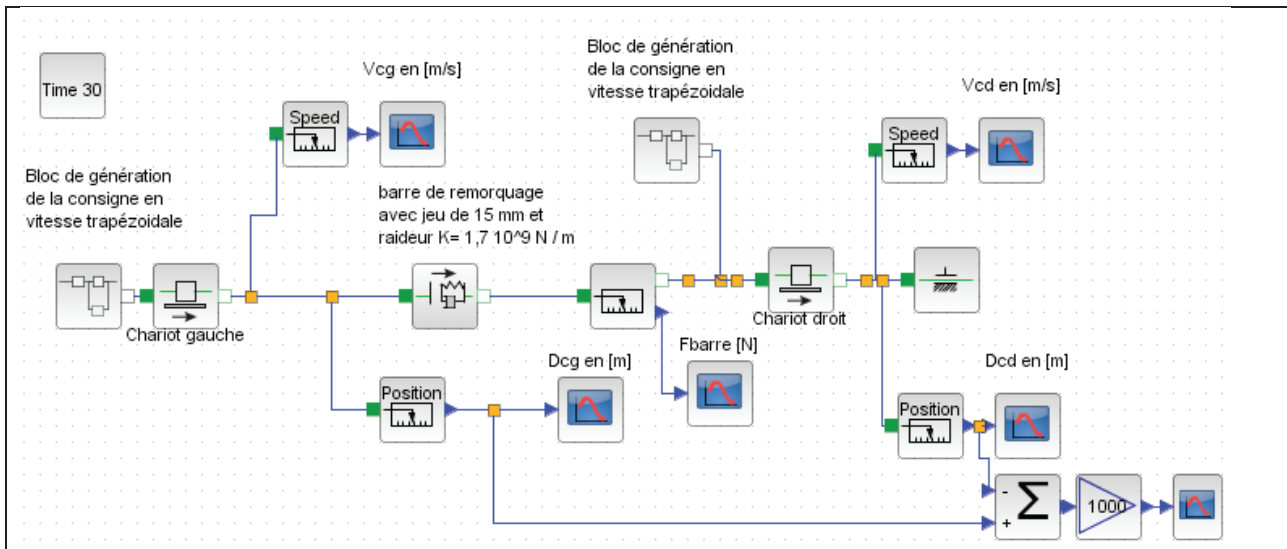 Bloc de génération
de la consigne en
vitesse trapézoidale
Time 30
Vcg en [m/s]
Vcd en [m/s]
Speed
Speed
Bloc de génération
de la consigne en
vitesse trapézoidale
barre de remorquage
avec jeu de 15 mm et
raideur K= 1,7 10^9 N / m
Chariot gauche
Chariot droit
Fbarre [N]
Dcg en [m]
Dcd en [m]
Position
Position
-
+
Σ
1000